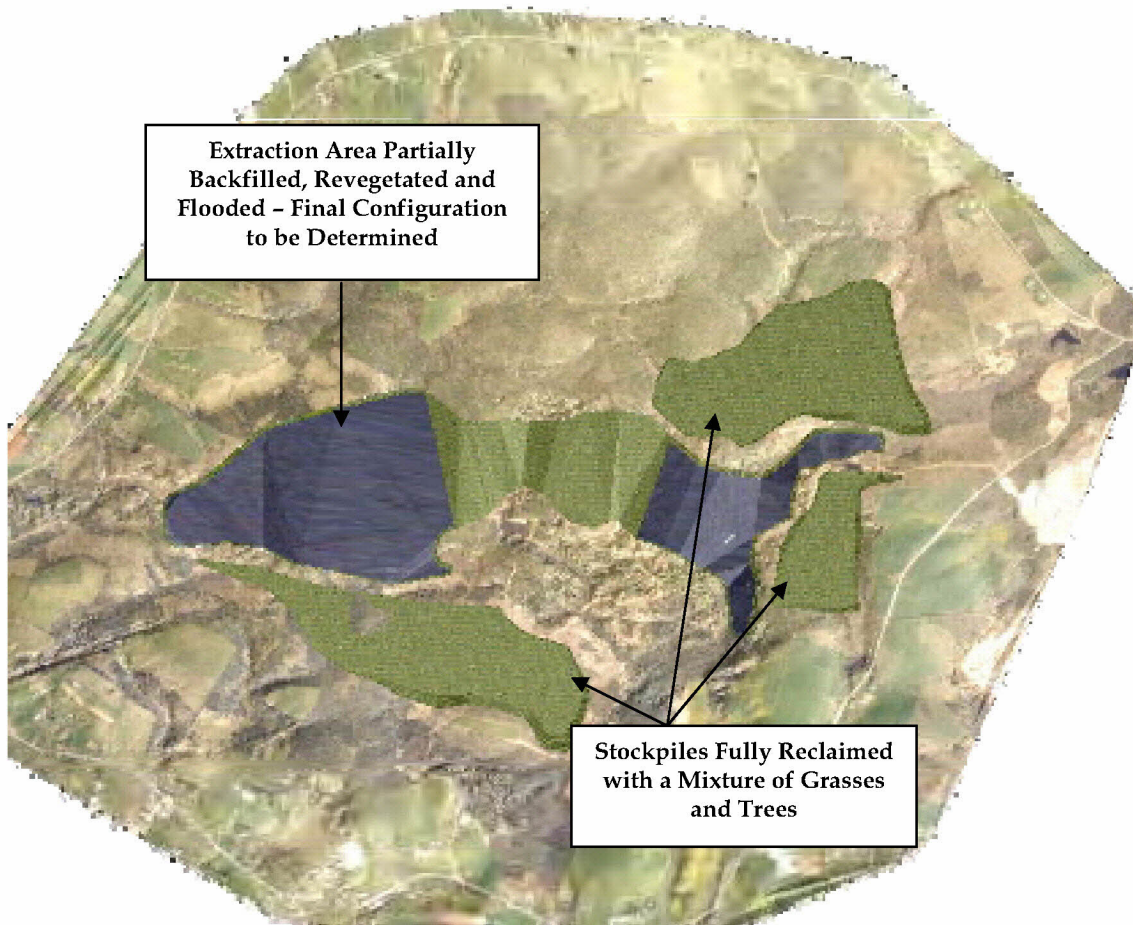 Extraction Area Partially
Backfilled, Revegetated and
Flooded – Final Configuration
to be Determined
Stockpiles Fully Reclaimed
with a Mixture of Grasses
and Trees